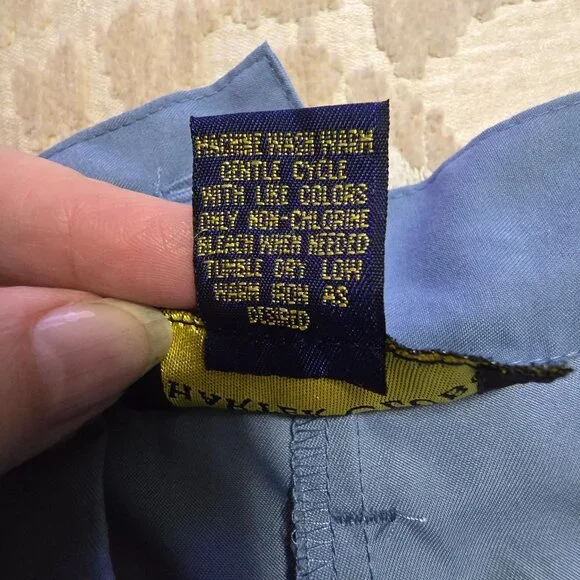 MACHINE WASH WARM
GENTLE CYCLE
WITH LIKE COLORS
ONLY NON-CHLORINE
BLEACH WHEN NEEDED
TUMBLE DRY LOW
WARM IRON AS
DESIRED